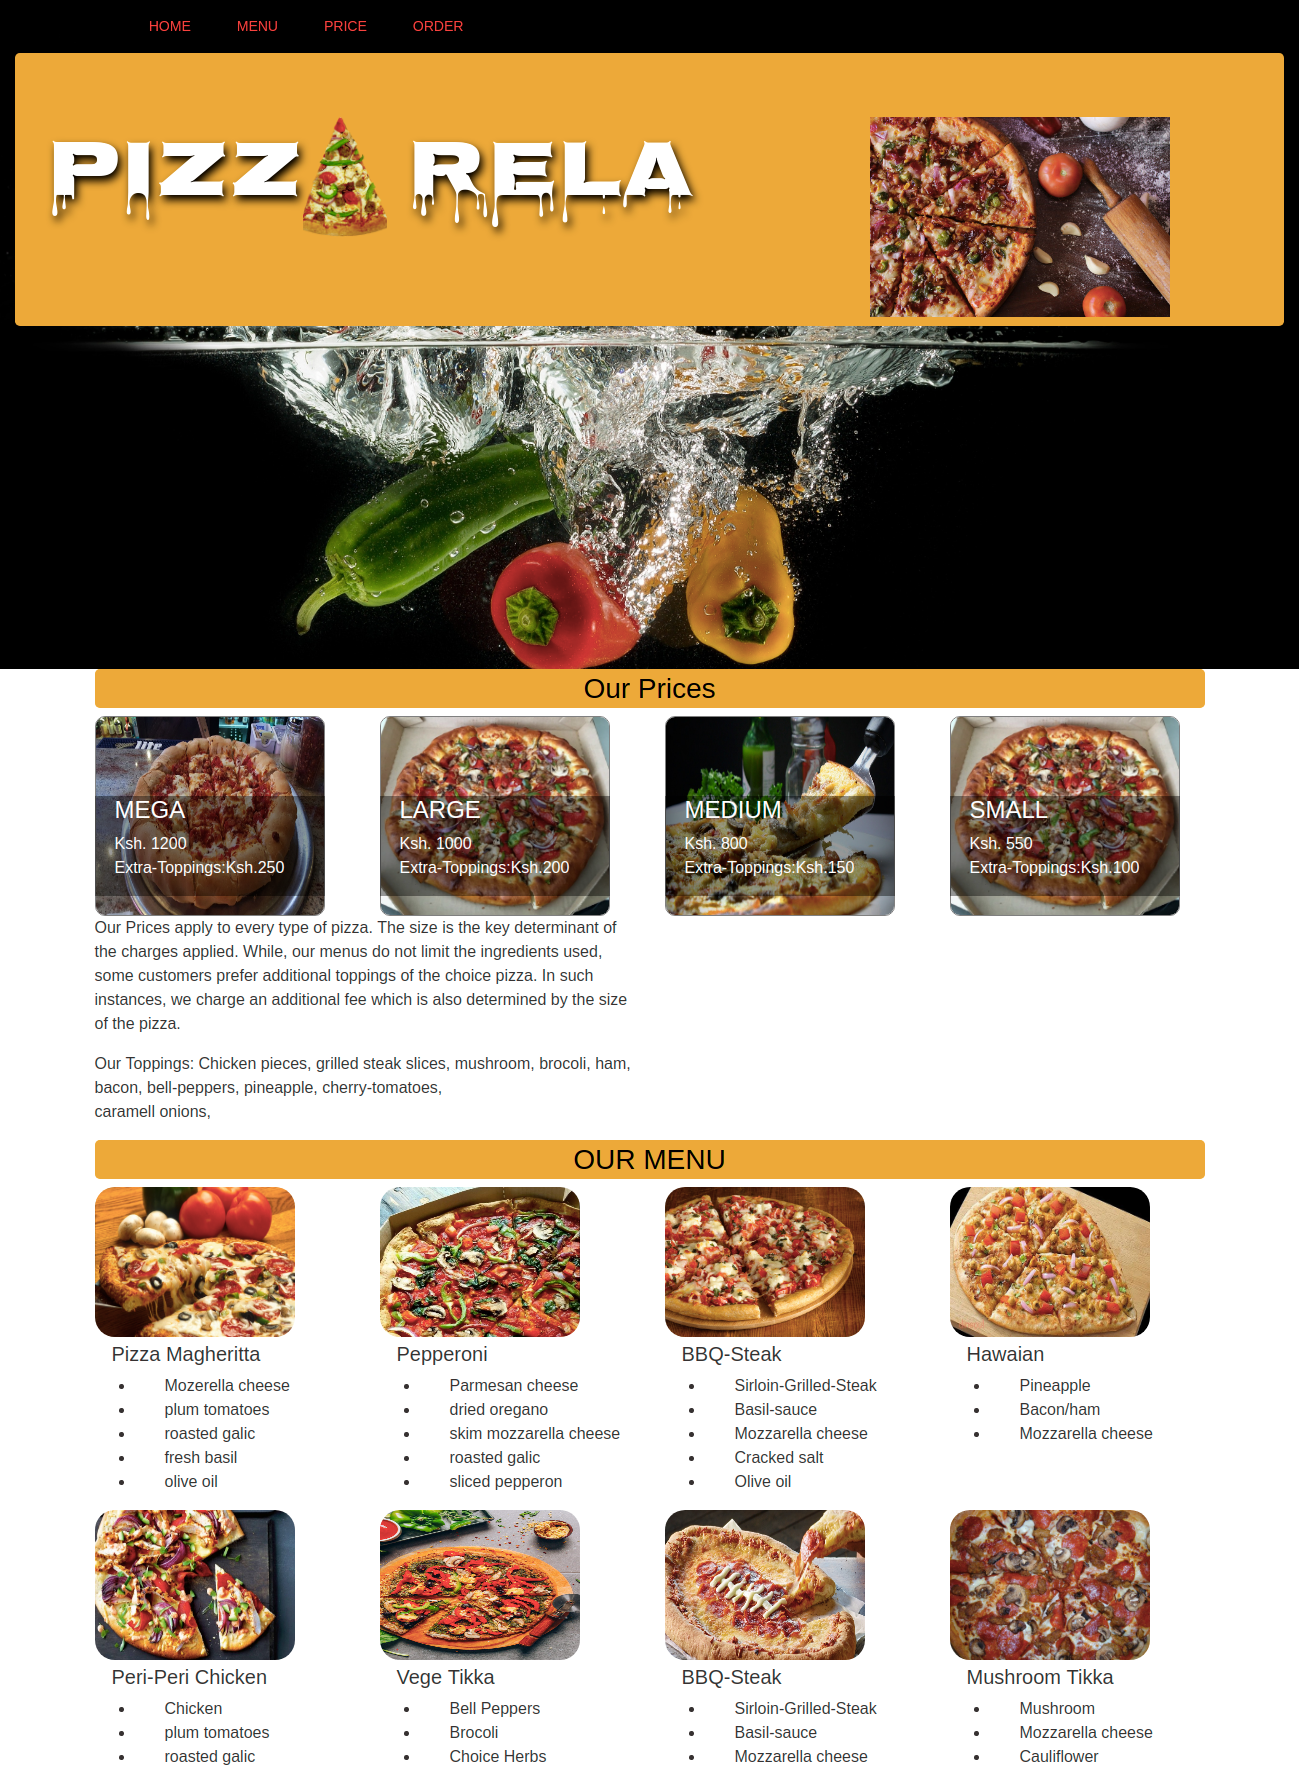 HOME MENU PRICE ORDER
PIZZ RELA
Our Prices
MEGA
Ksh. 1200
Extra-Toppings:Ksh.250
LARGE
Ksh. 1000
Extra-Toppings:Ksh.200
MEDIUM
Ksh. 800
Extra-Toppings:Ksh.150
SMALL
Ksh. 550
Extra-Toppings:Ksh.100
Our Prices apply to every type of pizza. The size is the key determinant of
the charges applied. While, our menus do not limit the ingredients used,
some customers prefer additional toppings of the choice pizza. In such
instances, we charge an additional fee which is also determined by the size
of the pizza.
Our Toppings: Chicken pieces, grilled steak slices, mushroom, brocoli, ham,
bacon, bell-peppers, pineapple, cherry-tomatoes,
caramell onions,
OUR MENU
Pizza Magheritta
Mozerella cheese
plum tomatoes
roasted galic
fresh basil
olive oil
Pepperoni
Parmesan cheese
dried oregano
skim mozzarella cheese
roasted galic
sliced pepperon
BBQ-Steak
Sirloin-Grilled-Steak
Basil-sauce
Mozzarella cheese
Cracked salt
Olive oil
Hawaian
Pineapple
Bacon/ham
Mozzarella cheese
Peri-Peri Chicken
Chicken
plum tomatoes
roasted galic
Vege Tikka
Bell Peppers
Brocoli
Choice Herbs
BBQ-Steak
Sirloin-Grilled-Steak
Basil-sauce
Mozzarella cheese
Mushroom Tikka
Mushroom
Mozzarella cheese
Cauliflower